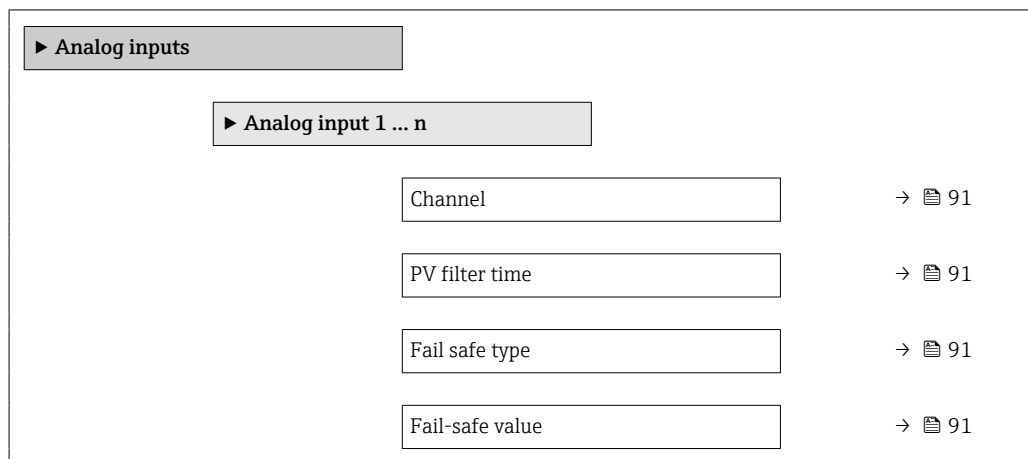 ▶ Analog inputs
▶ Analog input 1 ... n
Channel → 91
PV filter time → 91
Fail safe type → 91
Fail-safe value → 91